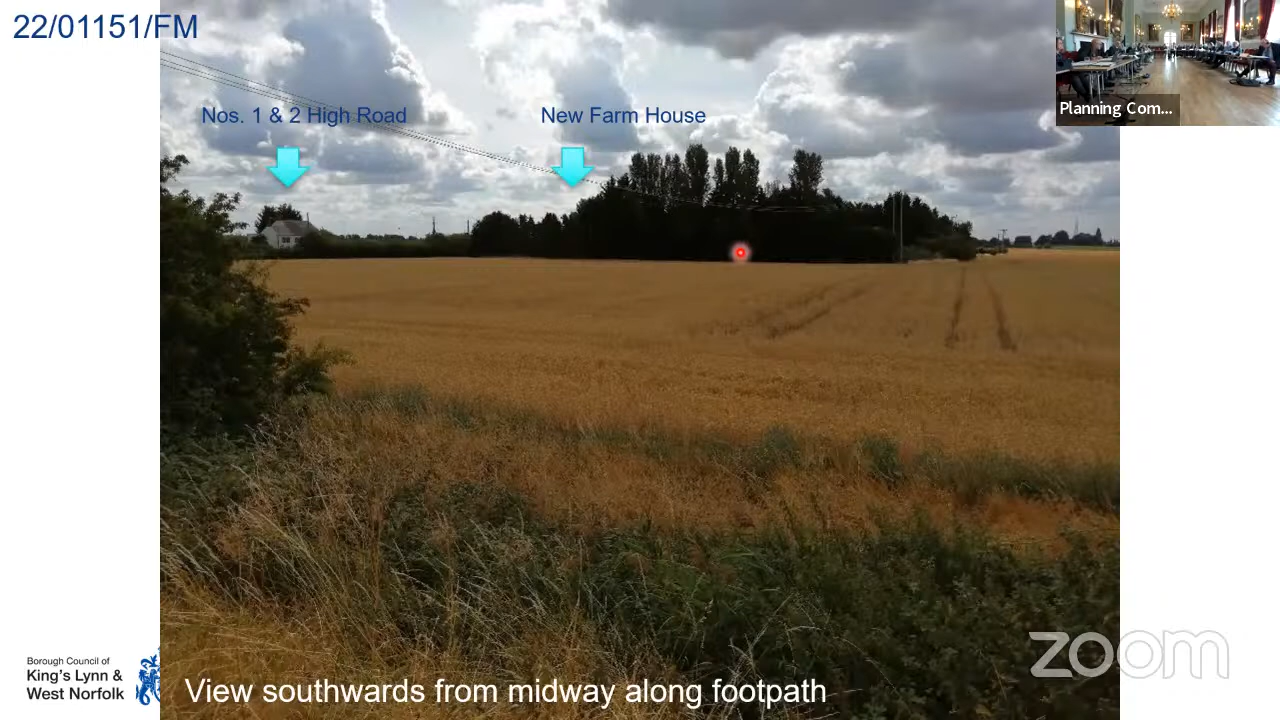 22/01151/FM
Planning Com...
Nos. 1 & 2 High Road
New Farm House
zoom
Borough Council of
King's Lynn &
West Norfolk
View southwards from midway along footpath